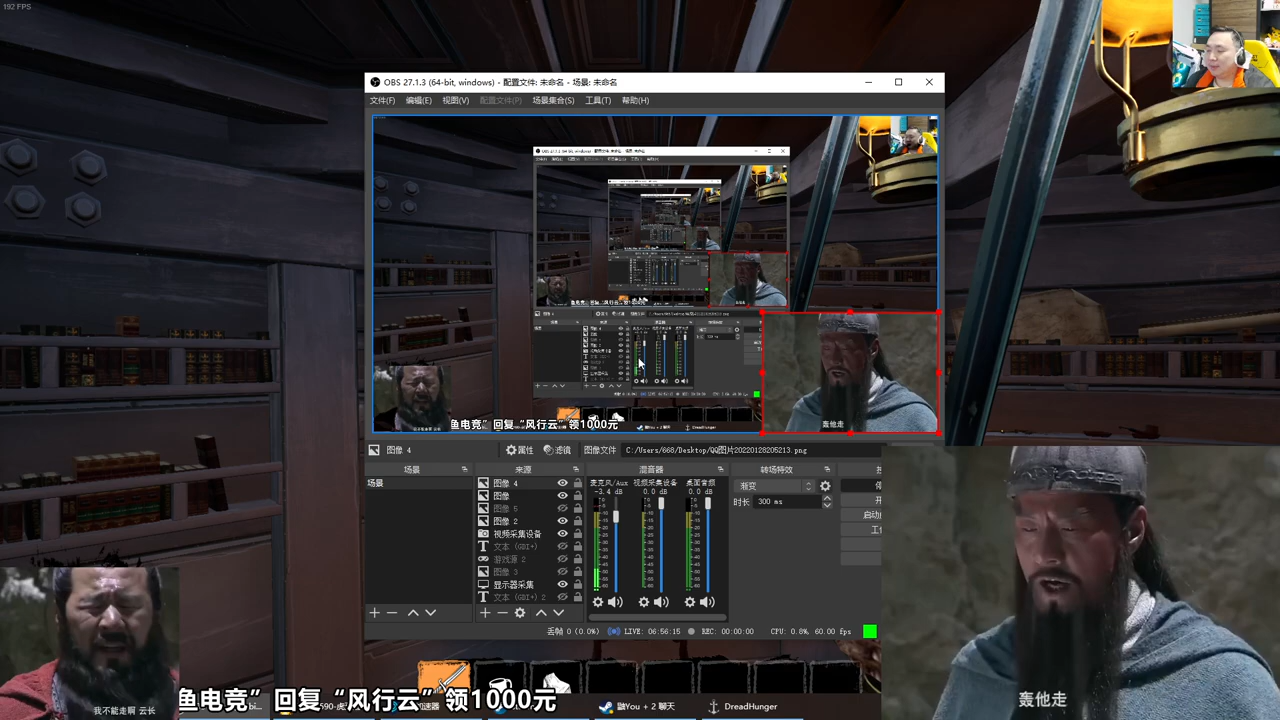 192 FPS
OBS 27.1.3 (64-bit, windows) - 配置文件: 未命名 - 场景: 未命名
文件(F) 编辑(E) 视图(V) 配置文件(P) 场景集合(S) 工具(T) 帮助(H)
鱼电竞”回复“风行云”领1000元
轰他走
图像 4 属性 滤镜 图像文件 C:/Users/668/Desktop/QQ图片20220128205213.png
场景 来源 混音器 转场特效
场景
图像 4
图像
图像 5
图像 2
视频采集设备
文本 (GDI+)
游戏源 2
图像 3
显示器采集
文本 (GDI+) 2
麦克风/Aux 视频采集设备 桌面音频
-3.4 dB 0.0 dB 0.0 dB
渐变
时长 300 ms
丢帧 0 (0.0%) LIVE: 06:56:15 REC: 00:00:00 CPU: 0.8%, 60.00 fps
鱼电竞”回复“风行云”领1000元
我不能走啊 云长
融You + 2 聊天
DreadHunger
轰他走